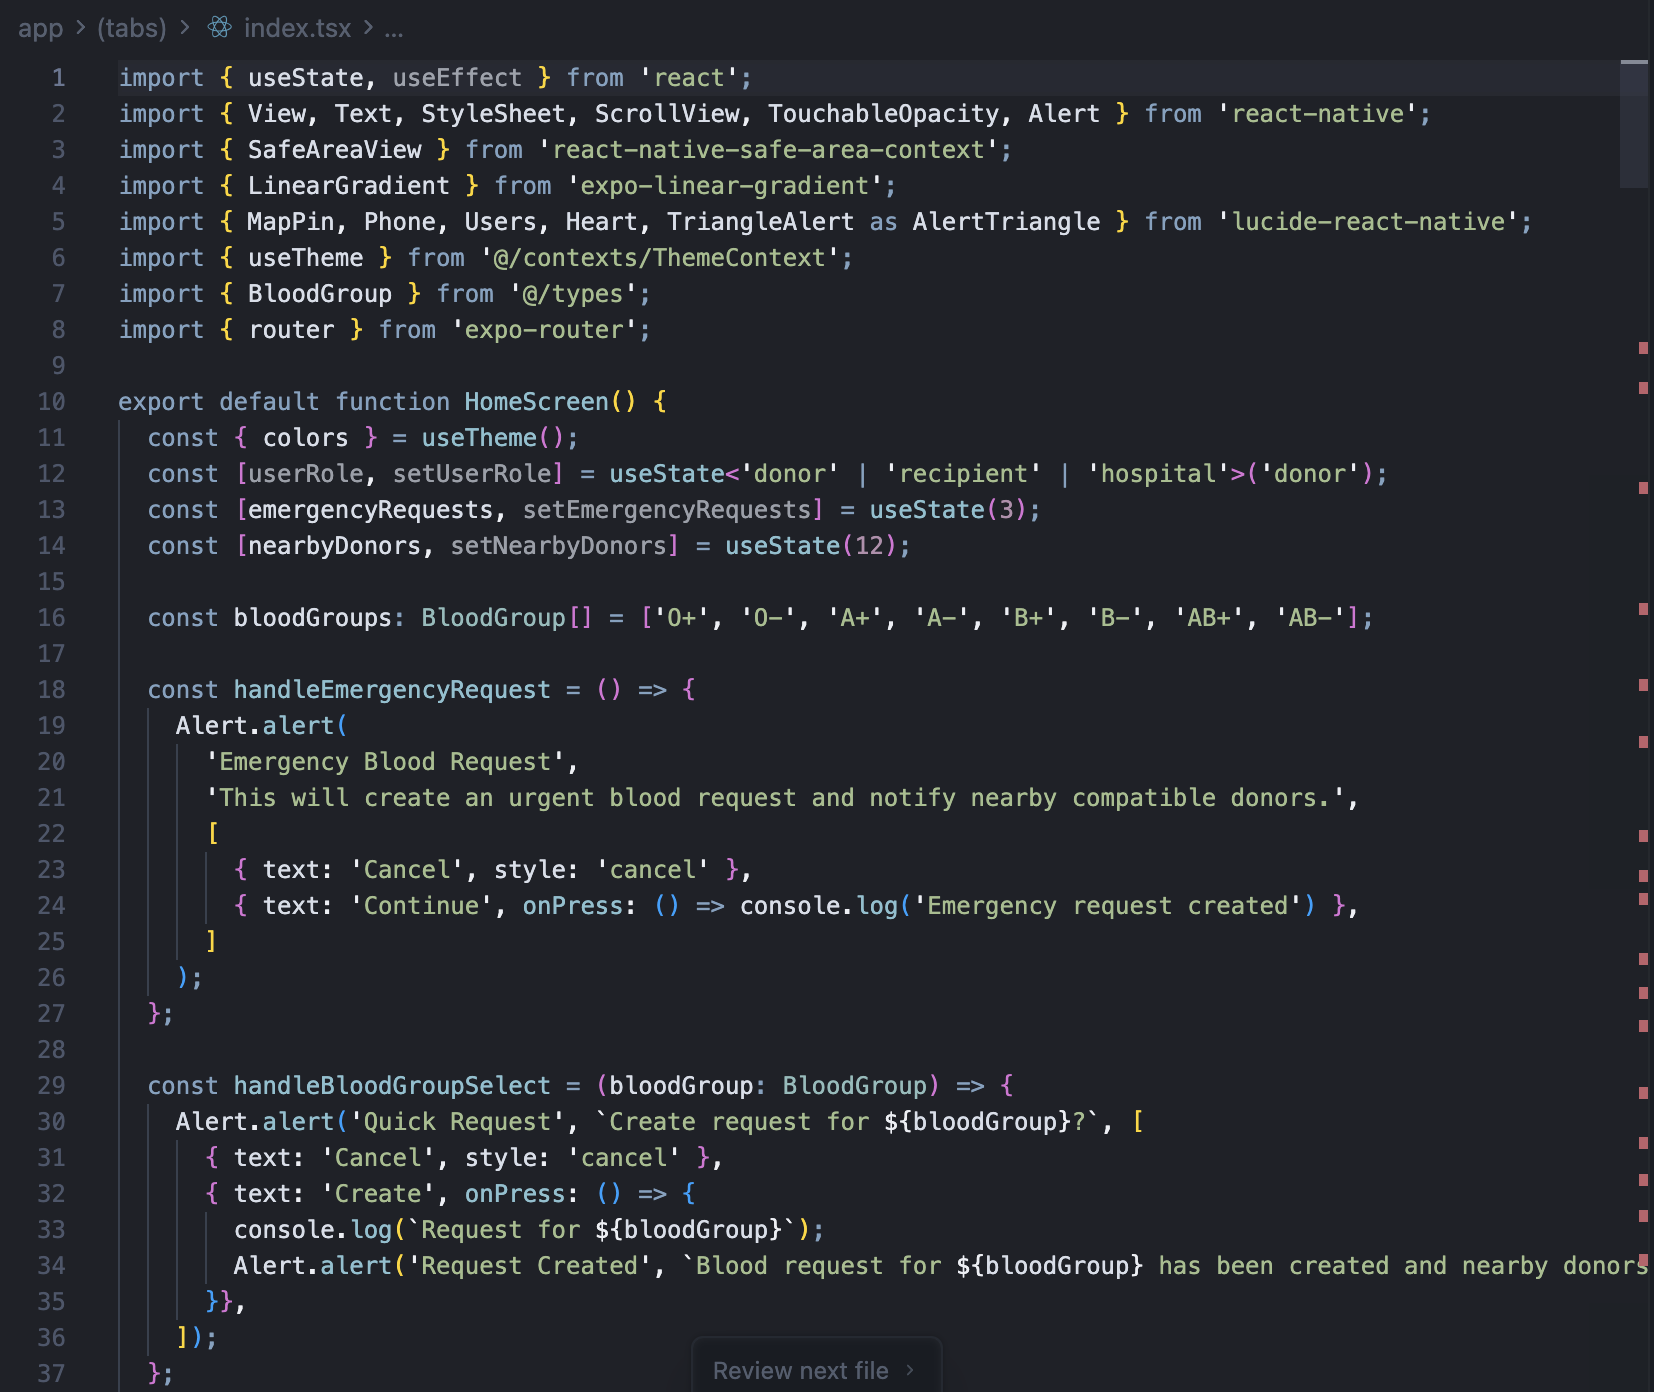 app > (tabs) > index.tsx > ...
1 import { useState, useEffect } from 'react';
2 import { View, Text, StyleSheet, ScrollView, TouchableOpacity, Alert } from 'react-native';
3 import { SafeAreaView } from 'react-native-safe-area-context';
4 import { LinearGradient } from 'expo-linear-gradient';
5 import { MapPin, Phone, Users, Heart, TriangleAlert as AlertTriangle } from 'lucide-react-native';
6 import { useTheme } from '@/contexts/ThemeContext';
7 import { BloodGroup } from '@/types';
8 import { router } from 'expo-router';
9
10 export default function HomeScreen() {
11   const { colors } = useTheme();
12   const [userRole, setUserRole] = useState<'donor' | 'recipient' | 'hospital'>('donor');
13   const [emergencyRequests, setEmergencyRequests] = useState(3);
14   const [nearbyDonors, setNearbyDonors] = useState(12);
15
16   const bloodGroups: BloodGroup[] = ['O+', 'O-', 'A+', 'A-', 'B+', 'B-', 'AB+', 'AB-'];
17
18   const handleEmergencyRequest = () => {
19     Alert.alert(
20       'Emergency Blood Request',
21       'This will create an urgent blood request and notify nearby compatible donors.',
22       [
23         { text: 'Cancel', style: 'cancel' },
24         { text: 'Continue', onPress: () => console.log('Emergency request created') },
25       ]
26     );
27   };
28
29   const handleBloodGroupSelect = (bloodGroup: BloodGroup) => {
30     Alert.alert('Quick Request', `Create request for ${bloodGroup}?`, [
31       { text: 'Cancel', style: 'cancel' },
32       { text: 'Create', onPress: () => {
33         console.log(`Request for ${bloodGroup}`);
34         Alert.alert('Request Created', `Blood request for ${bloodGroup} has been created and nearby donors
35       }},
36     ]);
37   };
Review next file >